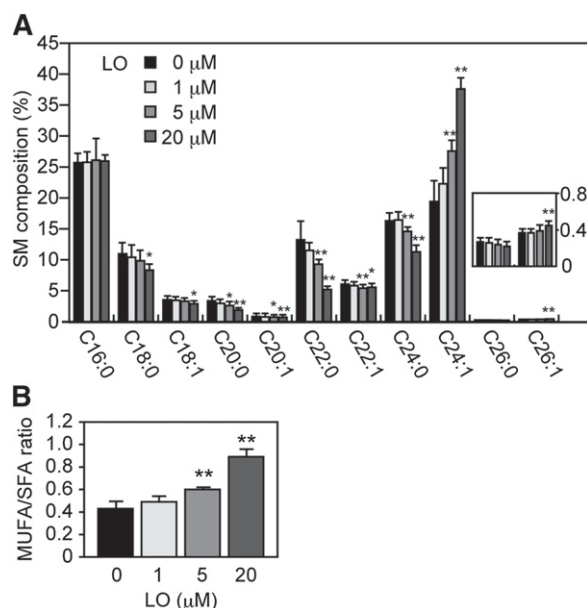 A
45
40
35
30
25
20
15
10
5
0
SM composition (%)
LO
0 μM
1 μM
5 μM
20 μM
*
*
* **
* **
** **
** *
** **
** **
**
0.8
0.4
0
**
C16:0 C18:0 C18:1 C20:0 C20:1 C22:0 C22:1 C24:0 C24:1 C26:0 C26:1
B
1.2
1.0
0.8
0.6
0.4
0.2
0
MUFA/SFA ratio
** **
0 1 5 20
LO (μM)